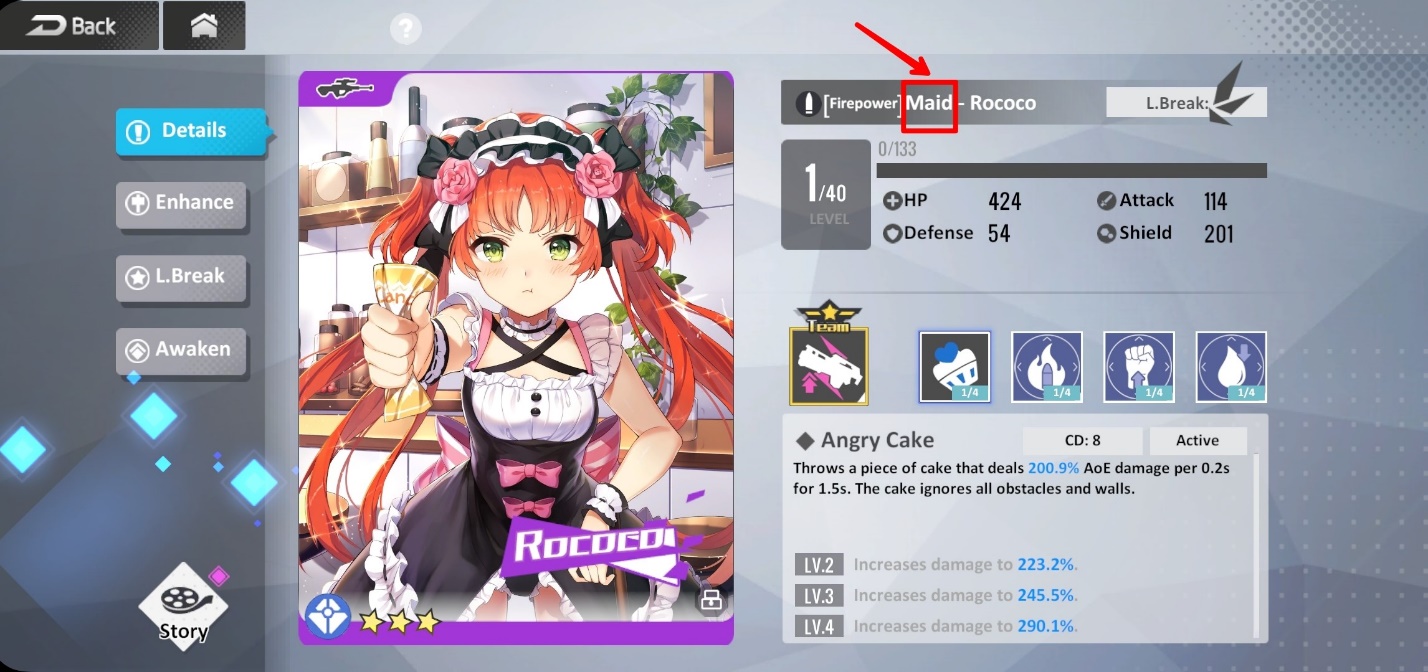 Back
?
[Firepower] Maid - Rococo
L.Break:
Details
Enhance
L.Break
Awaken
Story
Can
ROCOCO
0/133
1/40
LEVEL
HP 424
Attack 114
Defense 54
Shield 201
Team
1/4
1/4
1/4
1/4
Angry Cake
CD: 8
Active
Throws a piece of cake that deals 200.9% AoE damage per 0.2s
for 1.5s. The cake ignores all obstacles and walls.
LV.2 Increases damage to 223.2%.
LV.3 Increases damage to 245.5%.
LV.4 Increases damage to 290.1%.